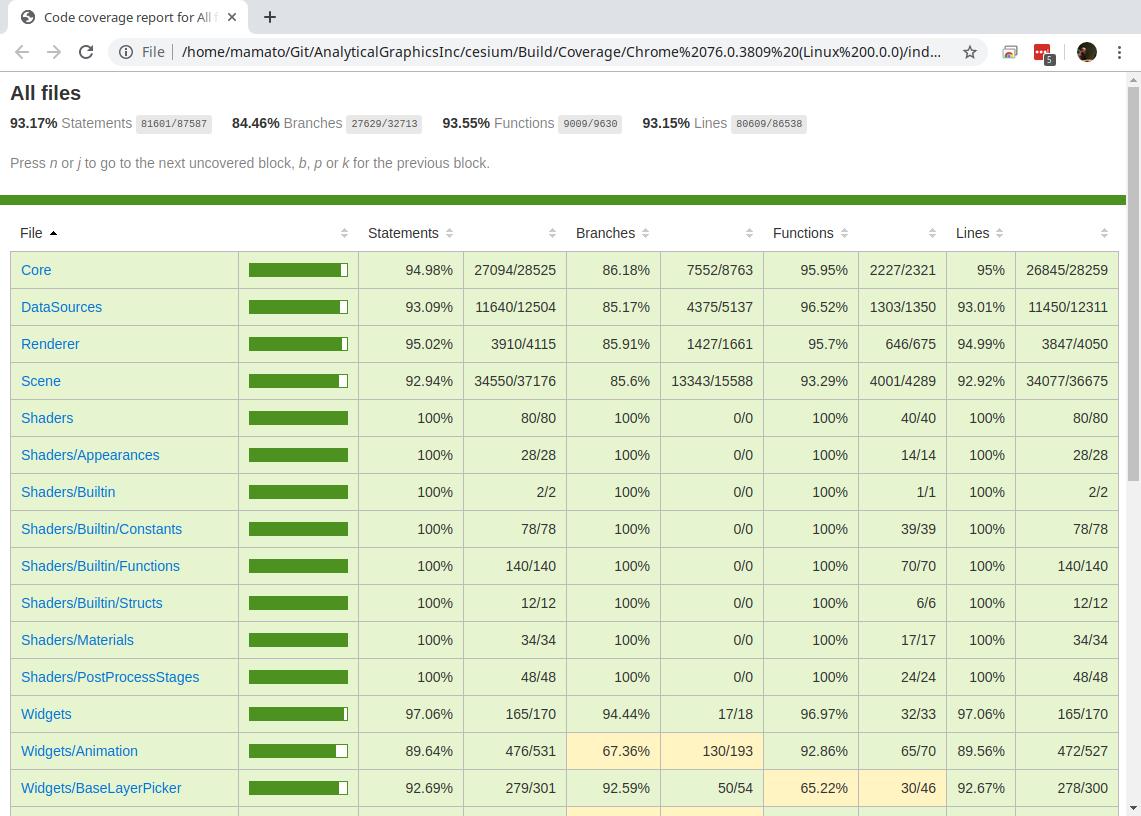 Code coverage report for All f
File | /home/mamato/Git/AnalyticalGraphicsInc/cesium/Build/Coverage/Chrome%2076.0.3809%20(Linux%200.0.0)/ind... 5
All files
93.17% Statements 81601/87587 84.46% Branches 27629/32713 93.55% Functions 9009/9630 93.15% Lines 80609/86538
Press n or j to go to the next uncovered block, b, p or k for the previous block.
File Statements Branches Functions Lines
Core 94.98% 27094/28525 86.18% 7552/8763 95.95% 2227/2321 95% 26845/28259
DataSources 93.09% 11640/12504 85.17% 4375/5137 96.52% 1303/1350 93.01% 11450/12311
Renderer 95.02% 3910/4115 85.91% 1427/1661 95.7% 646/675 94.99% 3847/4050
Scene 92.94% 34550/37176 85.6% 13343/15588 93.29% 4001/4289 92.92% 34077/36675
Shaders 100% 80/80 100% 0/0 100% 40/40 100% 80/80
Shaders/Appearances 100% 28/28 100% 0/0 100% 14/14 100% 28/28
Shaders/Builtin 100% 2/2 100% 0/0 100% 1/1 100% 2/2
Shaders/Builtin/Constants 100% 78/78 100% 0/0 100% 39/39 100% 78/78
Shaders/Builtin/Functions 100% 140/140 100% 0/0 100% 70/70 100% 140/140
Shaders/Builtin/Structs 100% 12/12 100% 0/0 100% 6/6 100% 12/12
Shaders/Materials 100% 34/34 100% 0/0 100% 17/17 100% 34/34
Shaders/PostProcessStages 100% 48/48 100% 0/0 100% 24/24 100% 48/48
Widgets 97.06% 165/170 94.44% 17/18 96.97% 32/33 97.06% 165/170
Widgets/Animation 89.64% 476/531 67.36% 130/193 92.86% 65/70 89.56% 472/527
Widgets/BaseLayerPicker 92.69% 279/301 92.59% 50/54 65.22% 30/46 92.67% 278/300